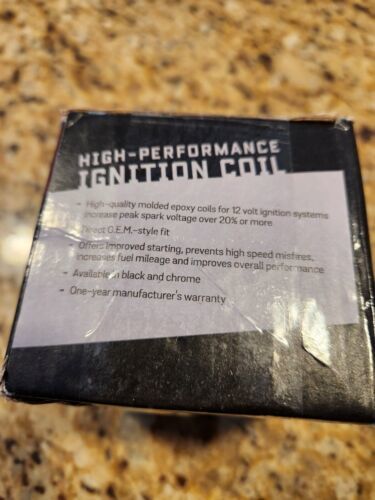 HIGH-PERFORMANCE
IGNITION COIL
- High-quality molded epoxy coils for 12 volt ignition systems
increase peak spark voltage over 20% or more
- Direct O.E.M.-style fit
- Offers improved starting, prevents high speed misfires,
increases fuel mileage and improves overall performance
- Available in black and chrome
- One-year manufacturer's warranty